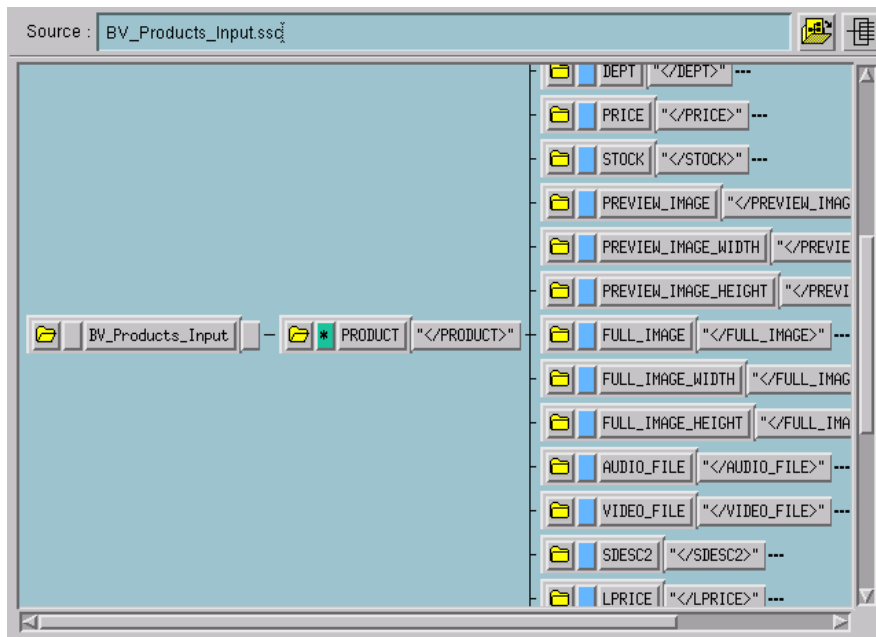 Source : BV_Products_Input.ssc
DEPT "</DEPT>" ---
PRICE "</PRICE>" ---
STOCK "</STOCK>" ---
PREVIEW_IMAGE "</PREVIEW_IMAG
PREVIEW_IMAGE_WIDTH "</PREVIE
PREVIEW_IMAGE_HEIGHT "</PREVI
BV_Products_Input * PRODUCT "</PRODUCT>" FULL_IMAGE "</FULL_IMAGE>" ---
FULL_IMAGE_WIDTH "</FULL_IMAG
FULL_IMAGE_HEIGHT "</FULL_IMA
AUDIO_FILE "</AUDIO_FILE>" ---
VIDEO_FILE "</VIDEO_FILE>" ---
SDESC2 "</SDESC2>" ---
LPRICE "</LPRICE>" ---